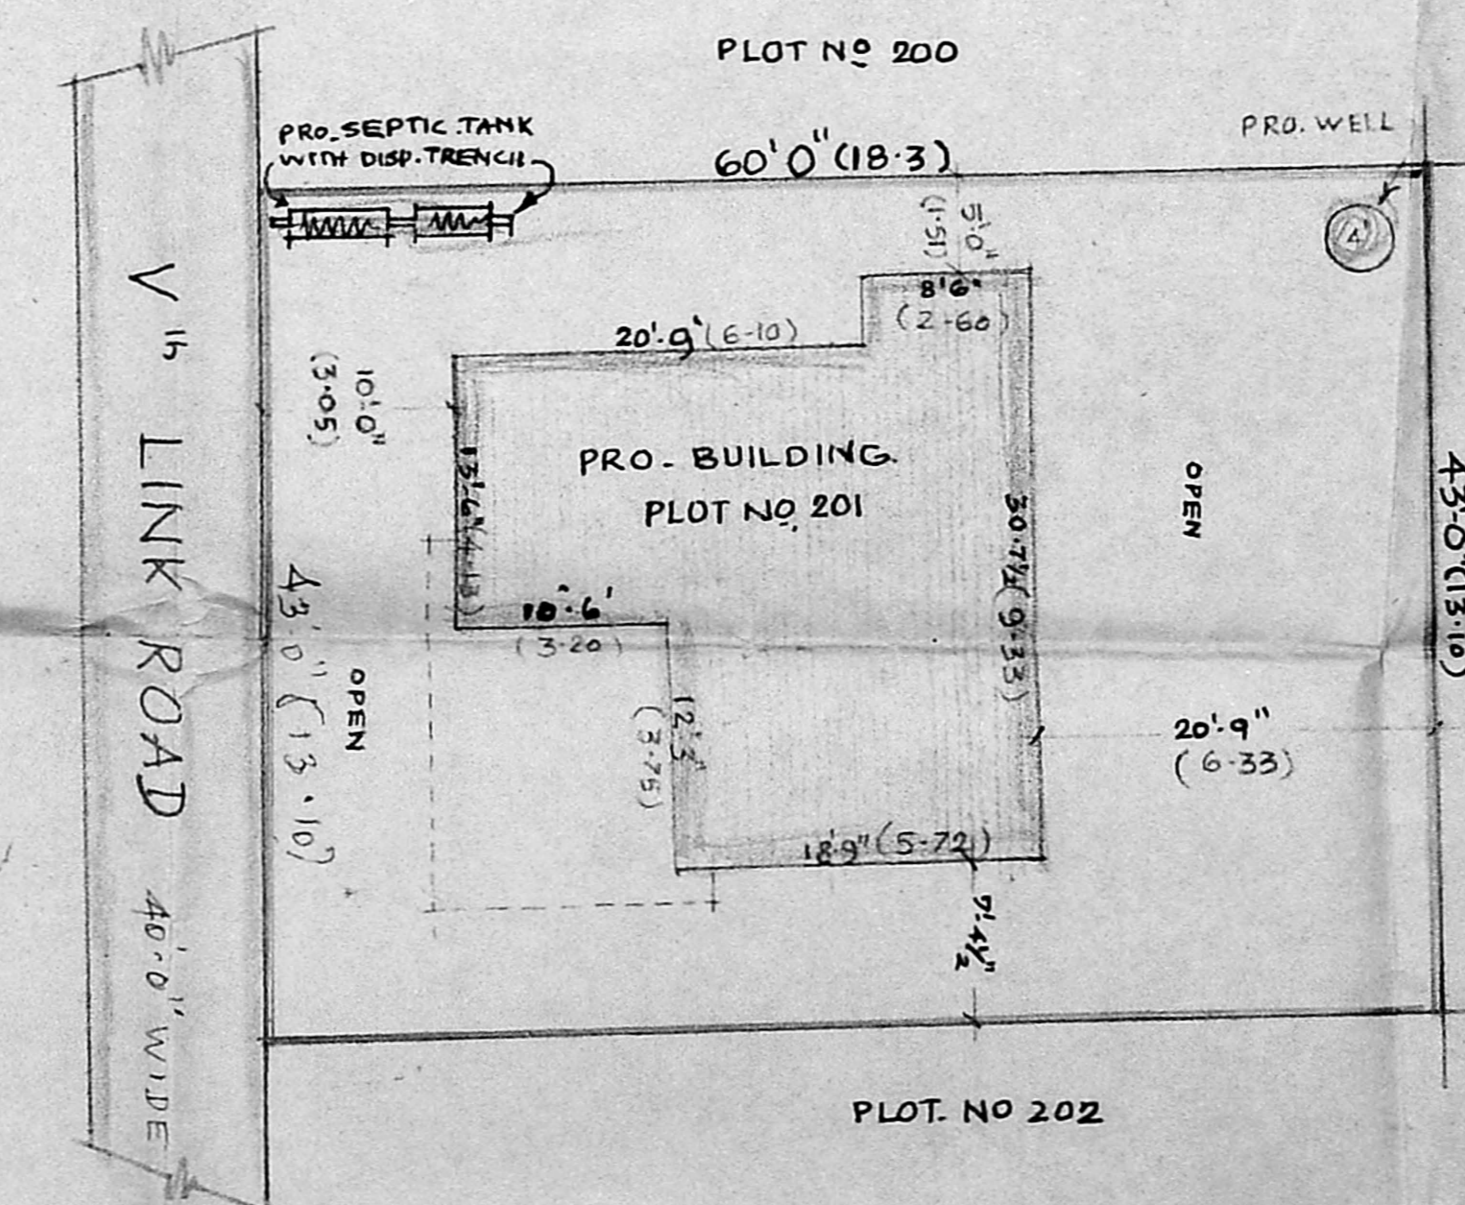 PLOT Nº 200
PRO. SEPTIC. TANK
WITH DISP. TRENCH
60'0"(18.3)
PRO. WELL
4'
5'.0"
(1.51)
8'6"
(2-60)
20'.9"(6-10)
10'.0"
(3.05)
PRO- BUILDING.
PLOT NO. 201
13'.6"(4.13)
30.7½(9.33)
OPEN
43'-0"(13.10)
V th LINK ROAD 40'.0" WIDE
43'.0"(13.10)
OPEN
10".6'
(3-20)
12'3"
(3.75)
20'.9"
(6.33)
18'9"(5-72)
7'.4½"
PLOT. NO 202